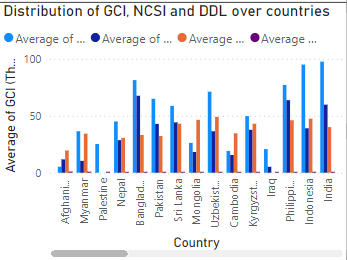 Distribution of GCI, NCSI and DDL over countries
Average of ... Average of ... Average ... Average ...
Average of GCI (Th...
100
50
0
Afghani...
Myanmar
Palestine
Nepal
Banglad...
Pakistan
Sri Lanka
Mongolia
Uzbekist...
Cambodia
Kyrgyzst...
Iraq
Philippi...
Indonesia
India
Country